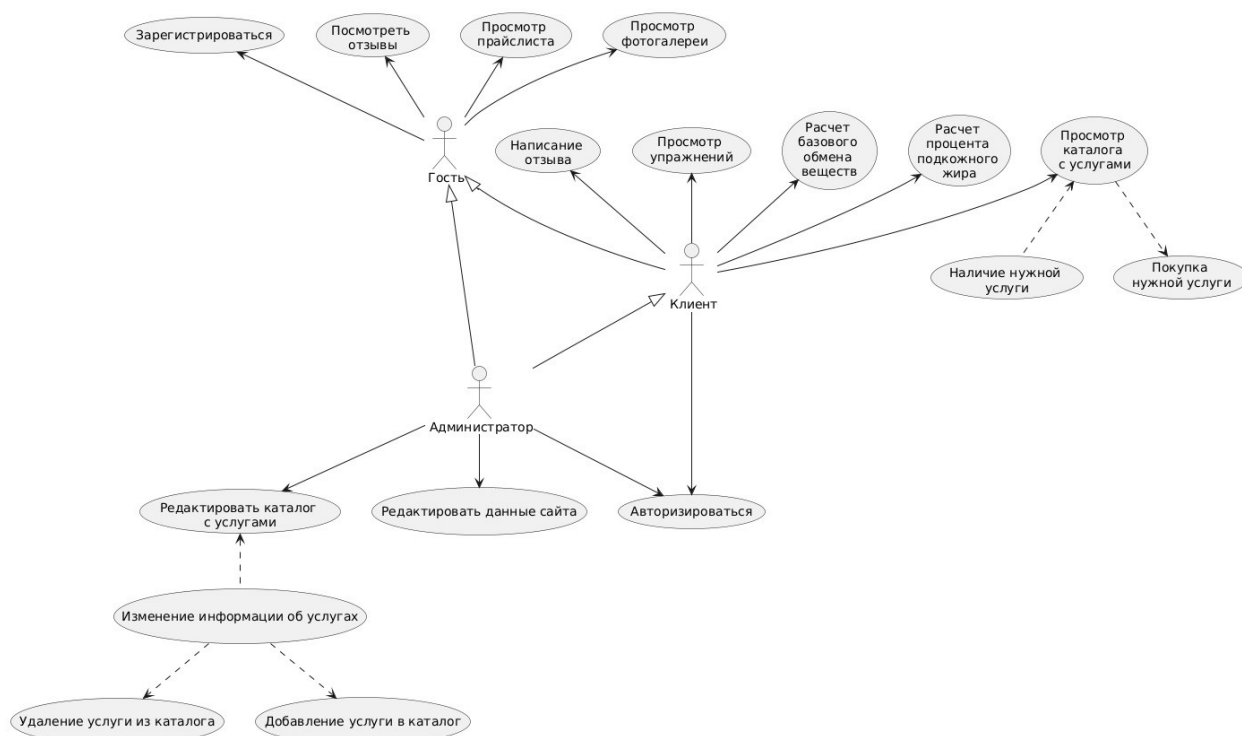 Зарегистрироваться
Посмотреть
отзывы
Просмотр
прайслиста
Просмотр
фотогалереи
Гость
Написание
отзыва
Просмотр
упражнений
Расчет
базового
обмена
веществ
Расчет
процента
подкожного
жира
Просмотр
каталога
с услугами
Наличие нужной
услуги
Покупка
нужной услуги
Клиент
Администратор
Редактировать каталог
с услугами
Редактировать данные сайта
Авторизироваться
Изменение информации об услугах
Удаление услуги из каталога
Добавление услуги в каталог